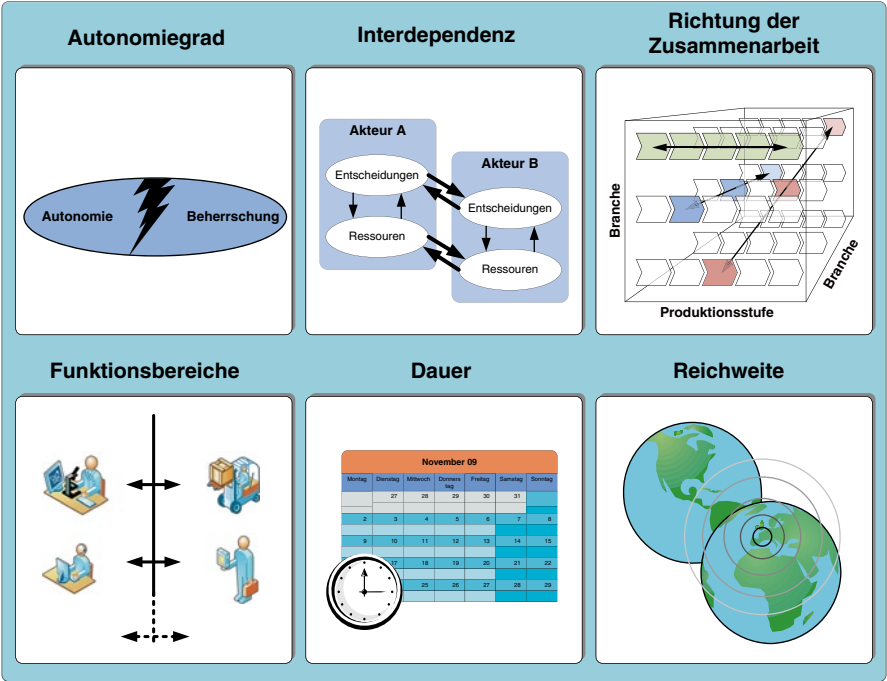 Autonomiegrad
Interdependenz
Richtung der
Zusammenarbeit
Autonomie
Beherrschung
Akteur A
Entscheidungen
Ressouren
Akteur B
Entscheidungen
Ressouren
Branche
Produktionsstufe
Branche
Funktionsbereiche
Dauer
Reichweite
November 09
Montag Dienstag Mittwoch Donners Freitag Samstag Sonntag
tag
27 28 29 30 31
2 3 4 5 6 7 8
9 10 11 12 13 14 15
17 18 19 20 21 22
25 26 27 28 29